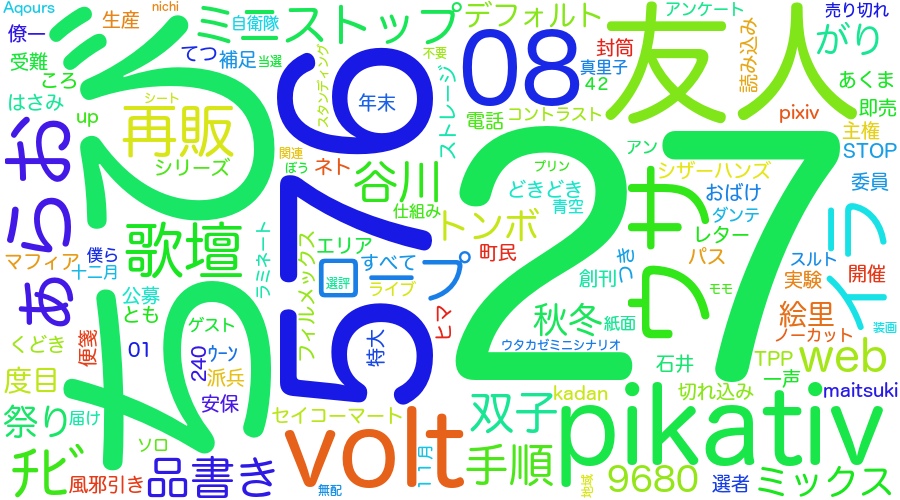 Aqours
生産
ミニストップ
nichi
デフォルト
アンケート
売り切れ
僚一
自衛隊
08
友人
がり
受難
てつ
補足
当選
576
不要
封筒
真里子
42
読み込み
ころ
ちる
スタンディング
はさみ
シート
年末
ストレージ
あくま
up
再販
電話
コントラスト
pixiv
即売
シリーズ
関連
ネト
ぼう
27
アン
主権
STOP
あらお
谷川
プリン
シザーハンズ
委員
仕組み
どきどき
青空
ワサ
おばけ
歌壇
トンボ
ダンテ
イラ
エリア
町民
レター
マフィア
僕ら
十二月
ラミネート
フィルメックス
ロープ
すべて
選評
つき
パス
スルト
実験
開催
公募
ライブ
創刊
モモ
とも
ゲスト
特大
ヒマ
秋冬
紙面
絵里
装画
くどき
便箋
01
240
ウーン
ウタカゼミニシナリオ
ノーカット
度目
派兵
石井
TPP
web
一声
安保
セイコーマート
kadan
切れ込み
maitsuki
祭り
届け
volt
双子
pikativ
チビ
ソロ
品書き
11月
手順
地域
9680
選者
ミックス
風邪引き
無配